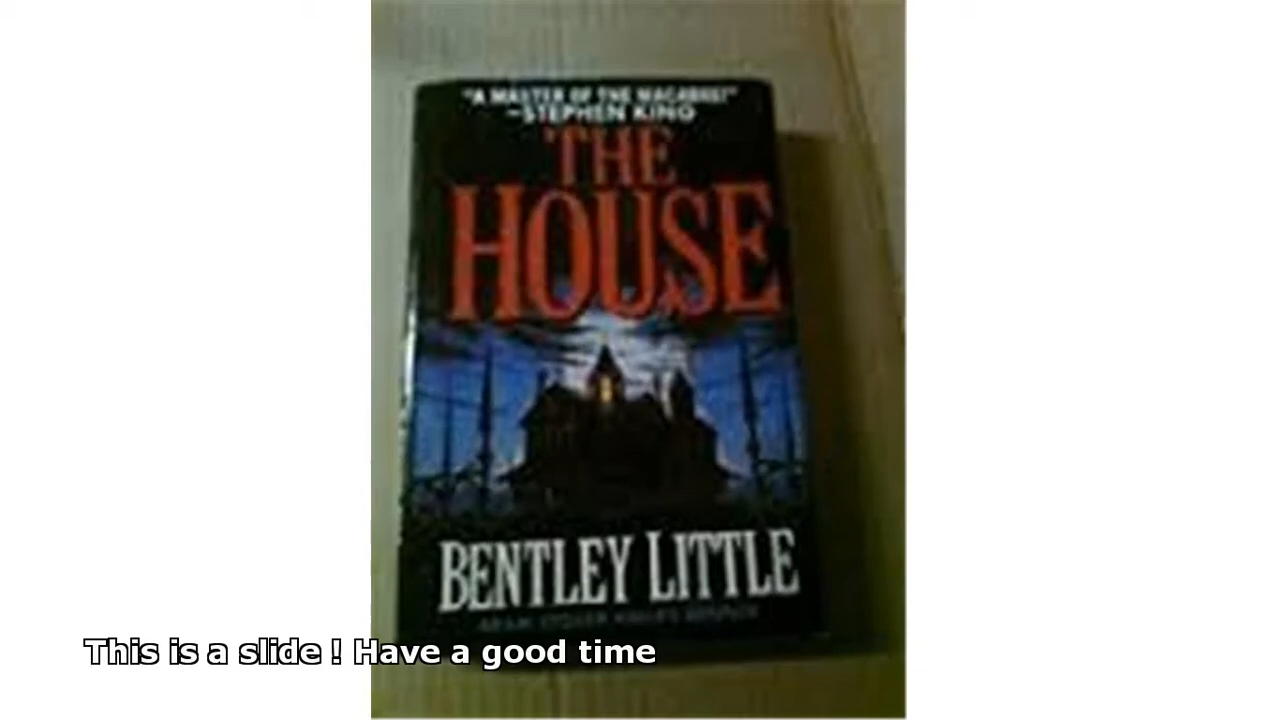 "A MASTER OF THE MACABRE!"
—STEPHEN KING
THE
HOUSE
BENTLEY LITTLE
This is a slide ! Have a good time